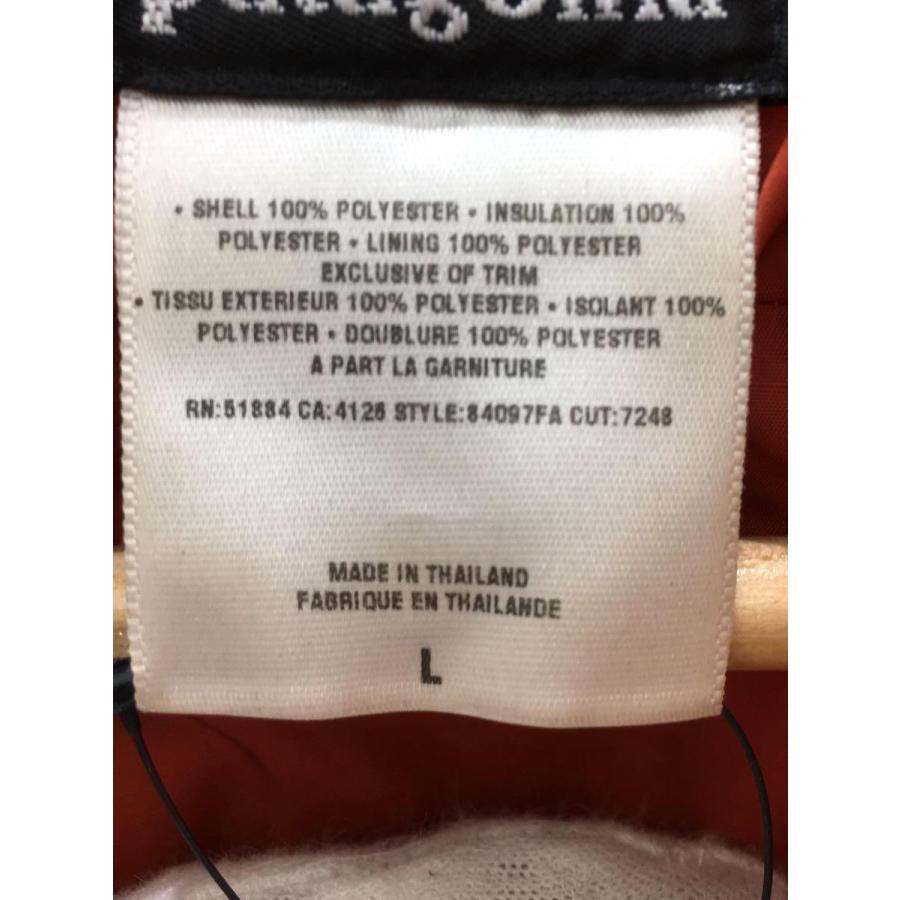 patagonia
• SHELL 100% POLYESTER • INSULATION 100%
POLYESTER • LINING 100% POLYESTER
EXCLUSIVE OF TRIM
• TISSU EXTERIEUR 100% POLYESTER • ISOLANT 100%
POLYESTER • DOUBLURE 100% POLYESTER
A PART LA GARNITURE
RN:51884 CA:4126 STYLE:84097FA CUT:7248
MADE IN THAILAND
FABRIQUE EN THAILANDE
L